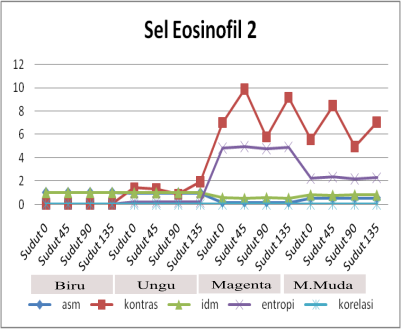 Sel Eosinofil 2
12
10
8
6
4
2
0
Sudut 0 Sudut 45 Sudut 90 Sudut 135 Sudut 0 Sudut 45 Sudut 90 Sudut 135 Sudut 0 Sudut 45 Sudut 90 Sudut 135 Sudut 0 Sudut 45 Sudut 90 Sudut 135
Biru Ungu Magenta M.Muda
asm kontras idm entropi korelasi